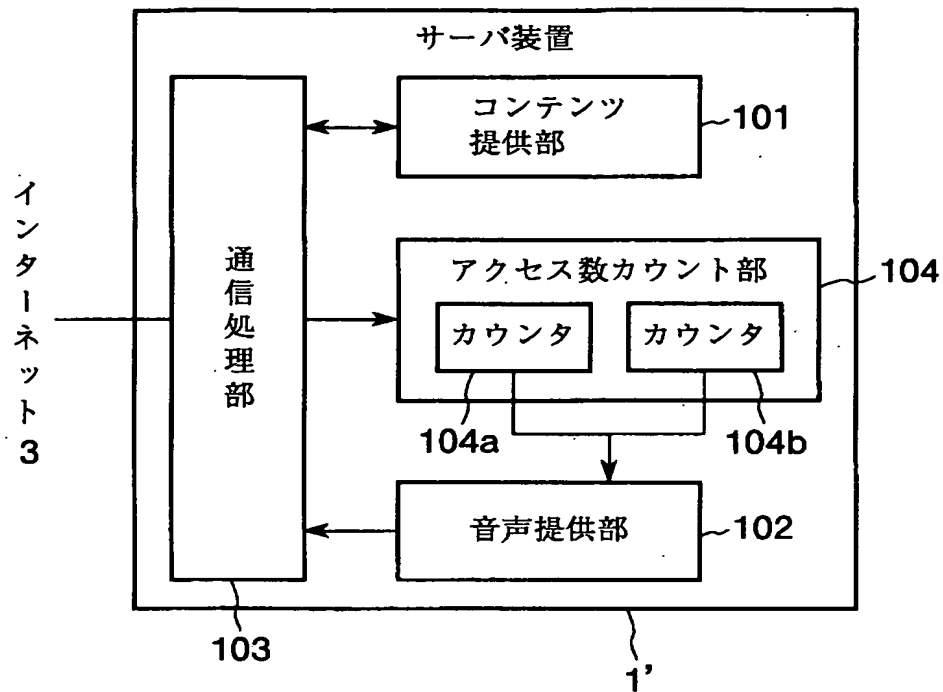 サーバ装置
コンテンツ
提供部
101
インターネット3
通信処理部
アクセス数カウント部
104
カウンタ
カウンタ
104a
104b
音声提供部
102
103
1'